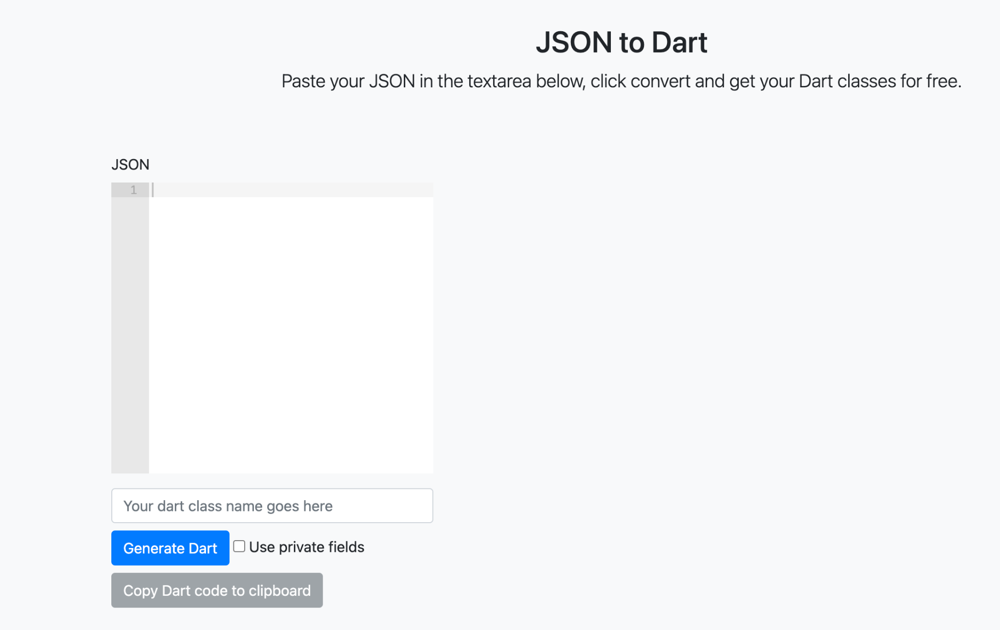 JSON to Dart
Paste your JSON in the textarea below, click convert and get your Dart classes for free.
JSON
1
Your dart class name goes here
Generate Dart
Use private fields
Copy Dart code to clipboard